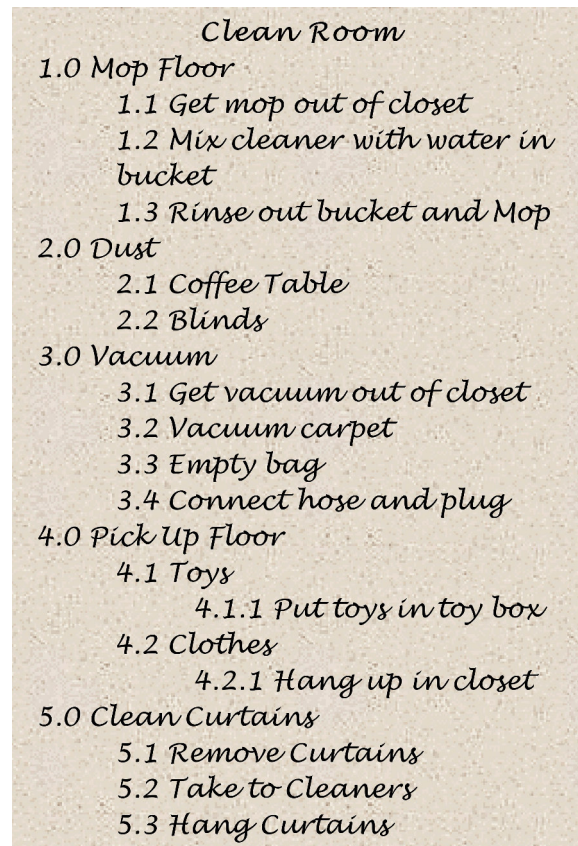 Clean Room
1.0 Mop Floor
1.1 Get mop out of closet
1.2 Mix cleaner with water in
bucket
1.3 Rinse out bucket and Mop
2.0 Dust
2.1 Coffee Table
2.2 Blinds
3.0 Vacuum
3.1 Get vacuum out of closet
3.2 Vacuum carpet
3.3 Empty bag
3.4 Connect hose and plug
4.0 Pick Up Floor
4.1 Toys
4.1.1 Put toys in toy box
4.2 Clothes
4.2.1 Hang up in closet
5.0 Clean Curtains
5.1 Remove Curtains
5.2 Take to Cleaners
5.3 Hang Curtains